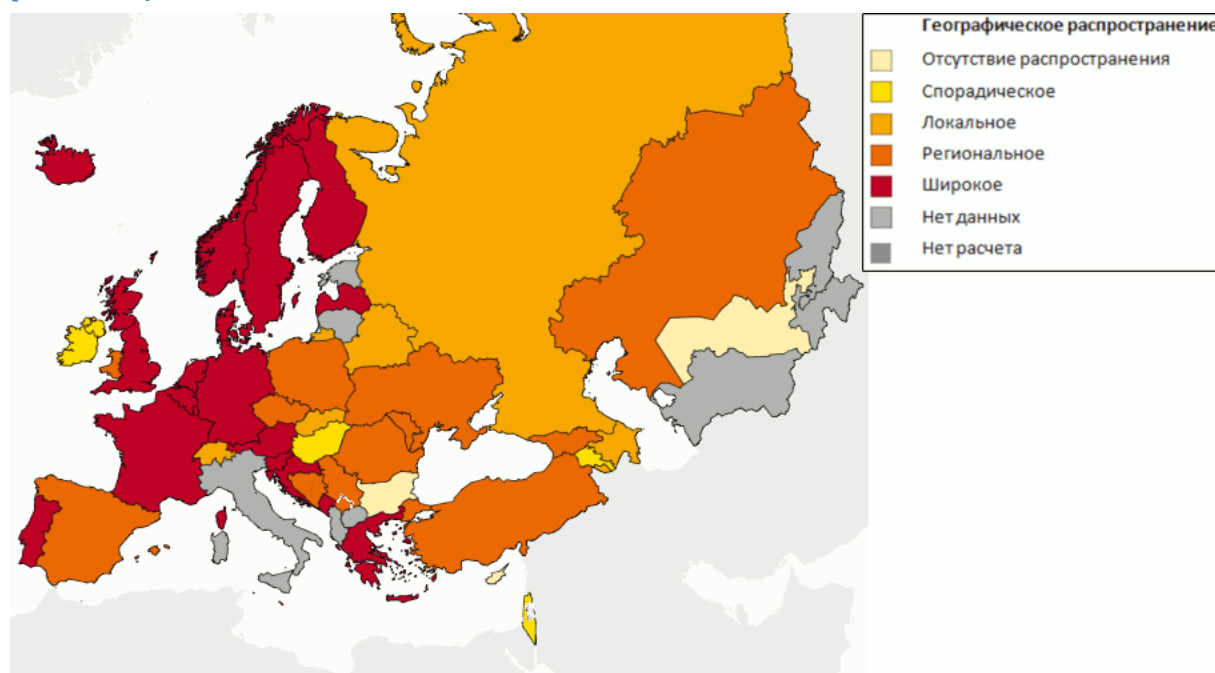 Географическое распространение
Отсутствие распространения
Спорадическое
Локальное
Региональное
Широкое
Нет данных
Нет расчета